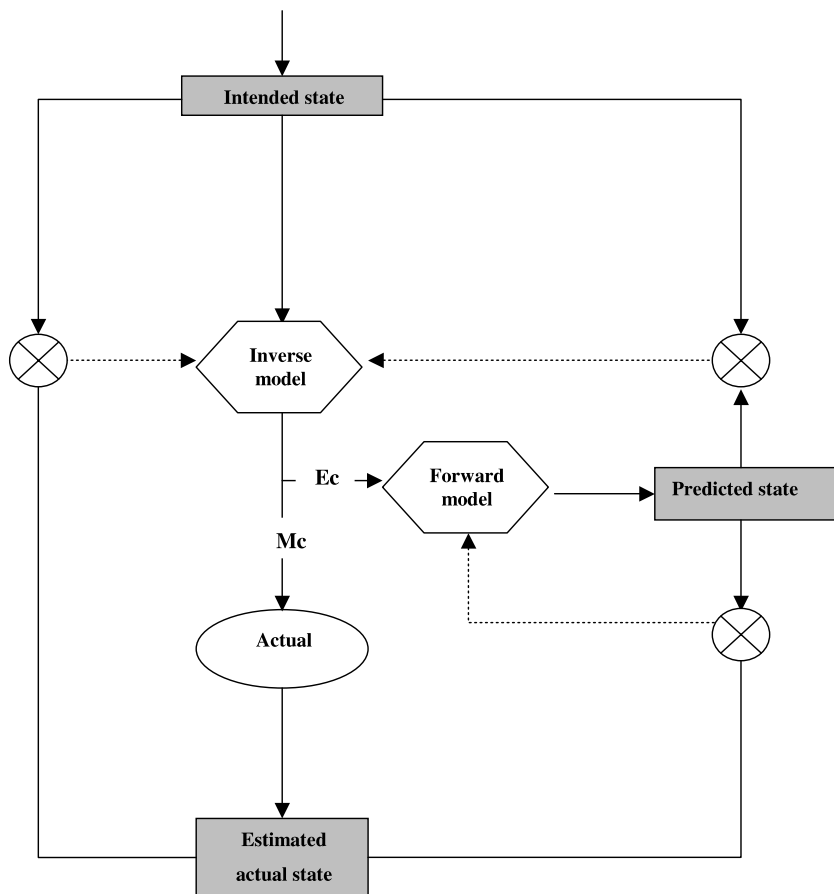 Intended state
Inverse
model
Ec
Forward
model
Predicted state
Mc
Actual
Estimated
actual state